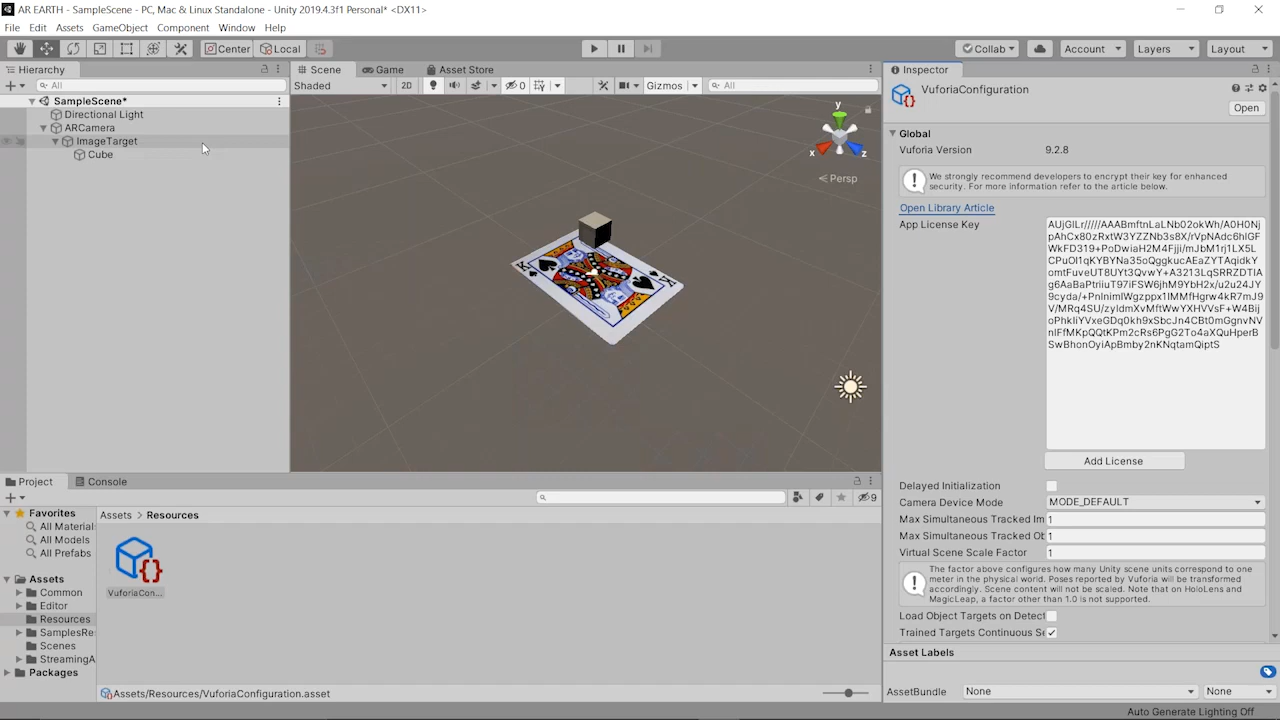 AR EARTH - SampleScene - PC, Mac & Linux Standalone - Unity 2019.4.3f1 Personal* <DX11>
File Edit Assets GameObject Component Window Help
Center Local Collab Account Layers Layout
Hierarchy
All
SampleScene*
Directional Light
ARCamera
ImageTarget
Cube
Scene Game Asset Store
Shaded 2D 0 Gizmos All
y
x
z
Persp
K
Inspector
VuforiaConfiguration
Open
Global
Vuforia Version 9.2.8
We strongly recommend developers to encrypt their key for enhanced
security. For more information refer to the article below.
Open Library Article
App License Key
Add License
Delayed Initialization
Camera Device Mode MODE_DEFAULT
Max Simultaneous Tracked Im 1
Max Simultaneous Tracked Ob 1
Virtual Scene Scale Factor 1
The factor above configures how many Unity scene units correspond to one
meter in the physical world. Poses reported by Vuforia will be transformed
accordingly. Scene content will not be scaled. Note that on HoloLens and
MagicLeap, a factor other than 1.0 is not supported.
Load Object Targets on Detect
Trained Targets Continuous Se
Asset Labels
AssetBundle None None
Auto Generate Lighting Off
Project Console
9
Favorites
All Material
All Models
All Prefabs
Assets
Common
Editor
Resources
SamplesRe
Scenes
StreamingA
Packages
Assets > Resources
VuforiaCon...
Assets/Resources/VuforiaConfiguration.asset